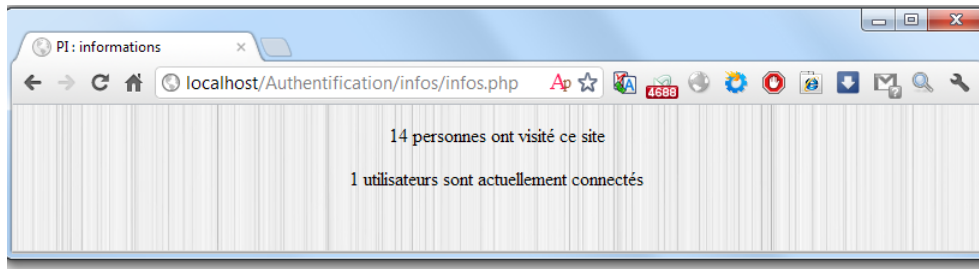 PI : informations
localhost/Authentification/infos/infos.php
Ap
4688
14 personnes ont visité ce site
1 utilisateurs sont actuellement connectés